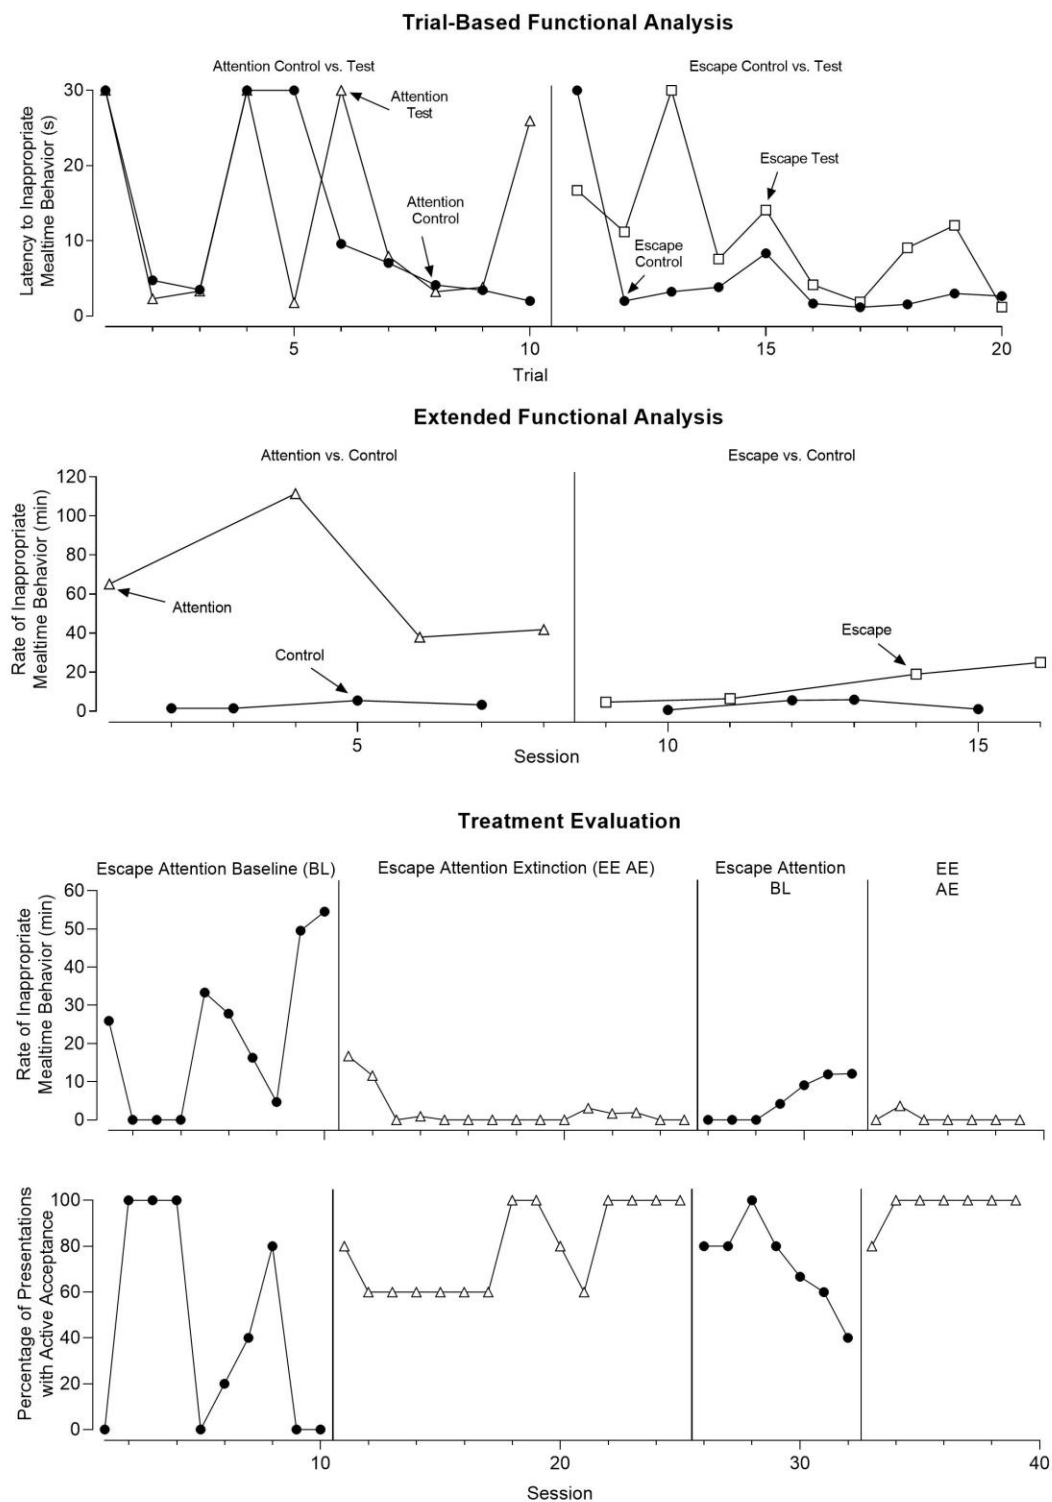 Trial-Based Functional Analysis
Attention Control vs. Test
Escape Control vs. Test
Latency to Inappropriate
Mealtime Behavior (s)
30
20
10
0
Attention
Test
Attention
Control
Escape Test
Escape
Control
5
10
15
20
Trial
Extended Functional Analysis
Attention vs. Control
Escape vs. Control
Rate of Inappropriate
Mealtime Behavior (min)
120
100
80
60
40
20
0
Attention
Control
Escape
5
10
15
Session
Treatment Evaluation
Escape Attention Baseline (BL)
Escape Attention Extinction (EE AE)
Escape Attention
BL
EE
AE
Rate of Inappropriate
Mealtime Behavior (min)
60
50
40
30
20
10
0
Percentage of Presentations
with Active Acceptance
100
80
60
40
20
0
10
20
30
40
Session